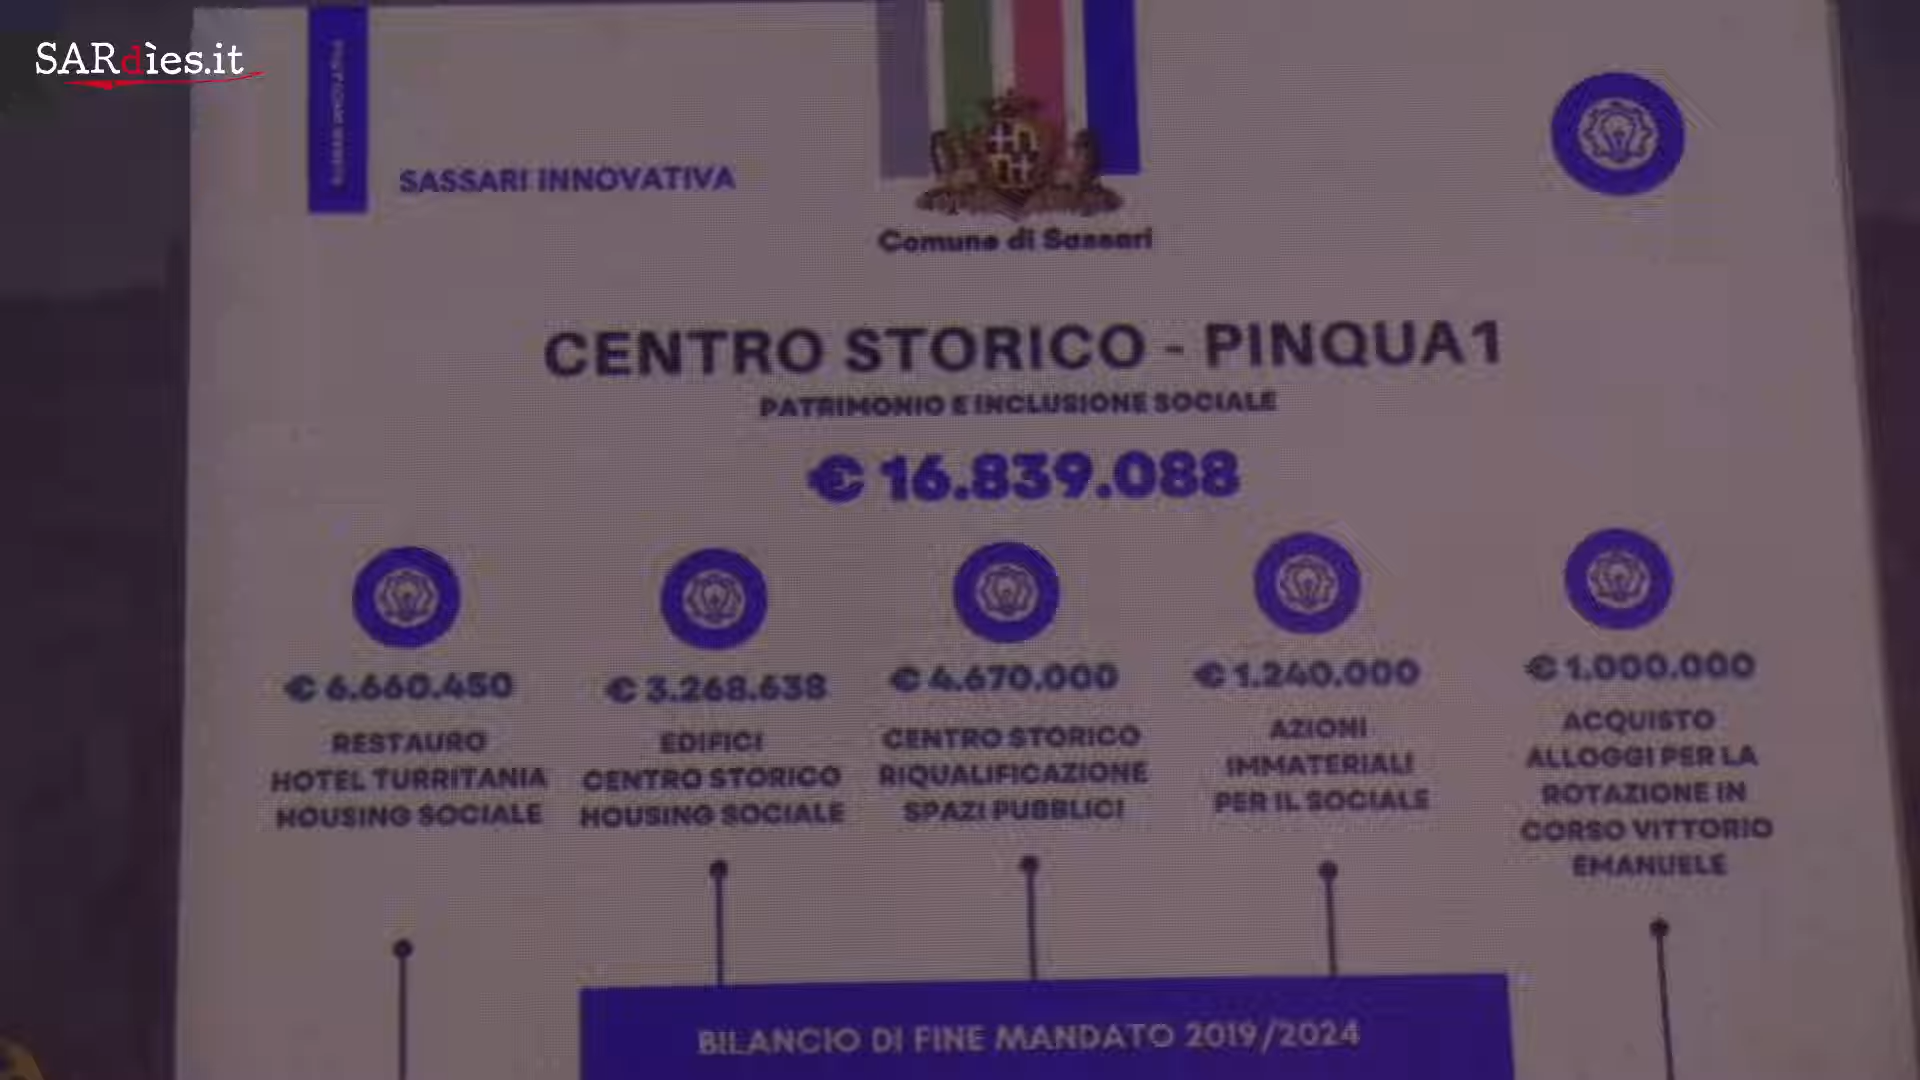 SARdìes.it
SASSARI INNOVATIVA
Comune di Sassari
CENTRO STORICO - PINQUA1
PATRIMONIO E INCLUSIONE SOCIALE
€ 16.839.088
€ 6.660.450
RESTAURO
HOTEL TURRITANIA
HOUSING SOCIALE
€ 3.268.638
EDIFICI
CENTRO STORICO
HOUSING SOCIALE
€ 4.670.000
CENTRO STORICO
RIQUALIFICAZIONE
SPAZI PUBBLICI
€ 1.240.000
AZIONI
IMMATERIALI
PER IL SOCIALE
€ 1.000.000
ACQUISTO
ALLOGGI PER LA
ROTAZIONE IN
CORSO VITTORIO
EMANUELE
BILANCIO DI FINE MANDATO 2019/2024